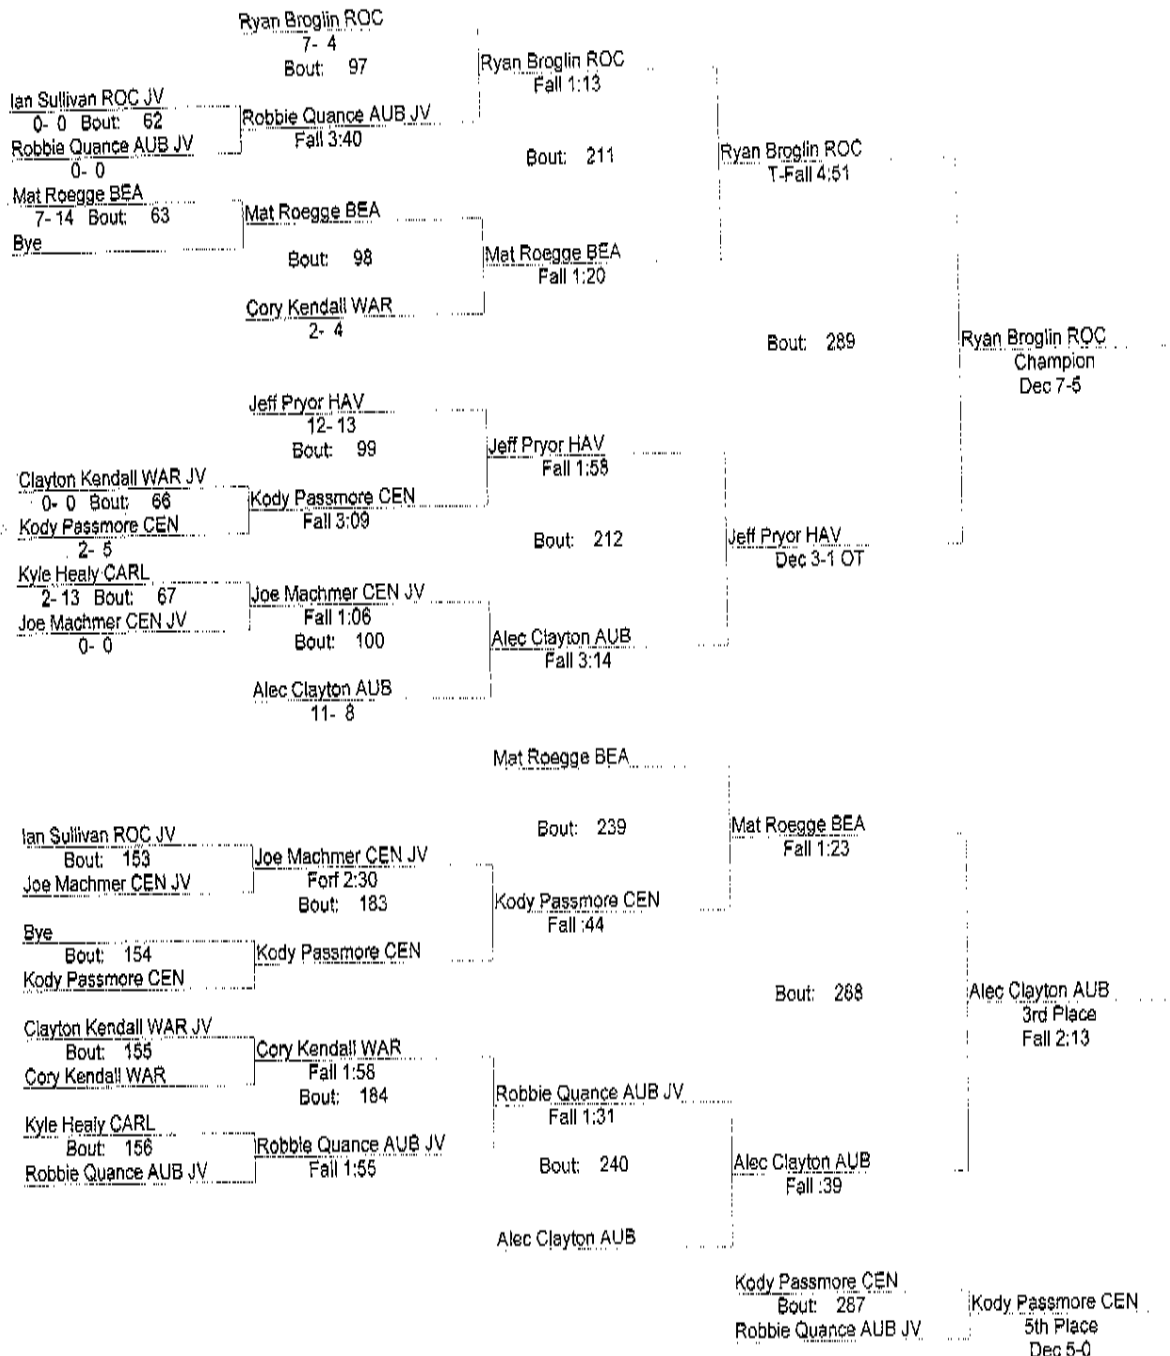 Ryan Broglin ROC
7- 4
Bout: 97
Ryan Broglin ROC
Fall 1:13
Ian Sullivan ROC JV
0- 0 Bout: 62
Robbie Quance AUB JV
Fall 3:40
Robbie Quance AUB JV
0- 0
Bout: 211
Ryan Broglin ROC
T-Fall 4:51
Mat Roegge BEA
7- 14 Bout: 63
Mat Roegge BEA
Bye
Bout: 98
Mat Roegge BEA
Fall 1:20
Cory Kendall WAR
2- 4
Bout: 289
Ryan Broglin ROC
Champion
Dec 7-5
Jeff Pryor HAV
12- 13
Bout: 99
Jeff Pryor HAV
Fall 1:58
Clayton Kendall WAR JV
0- 0 Bout: 66
Kody Passmore CEN
Fall 3:09
Kody Passmore CEN
2- 5
Bout: 212
Jeff Pryor HAV
Dec 3-1 OT
Kyle Healy CARL
2- 13 Bout: 67
Joe Machmer CEN JV
Fall 1:06
Joe Machmer CEN JV
0- 0
Bout: 100
Alec Clayton AUB
Fall 3:14
Alec Clayton AUB
11- 8
Mat Roegge BEA
Bout: 239
Mat Roegge BEA
Fall 1:23
Ian Sullivan ROC JV
Bout: 153
Joe Machmer CEN JV
Joe Machmer CEN JV
Forf 2:30
Bout: 183
Kody Passmore CEN
Fall :44
Bye
Bout: 154
Kody Passmore CEN
Kody Passmore CEN
Bout: 288
Alec Clayton AUB
3rd Place
Fall 2:13
Clayton Kendall WAR JV
Bout: 155
Cory Kendall WAR
Cory Kendall WAR
Fall 1:58
Bout: 184
Robbie Quance AUB JV
Fall 1:31
Kyle Healy CARL
Bout: 156
Robbie Quance AUB JV
Robbie Quance AUB JV
Fall 1:55
Bout: 240
Alec Clayton AUB
Fall :39
Alec Clayton AUB
Kody Passmore CEN
Bout: 287
Robbie Quance AUB JV
Kody Passmore CEN
5th Place
Dec 5-0